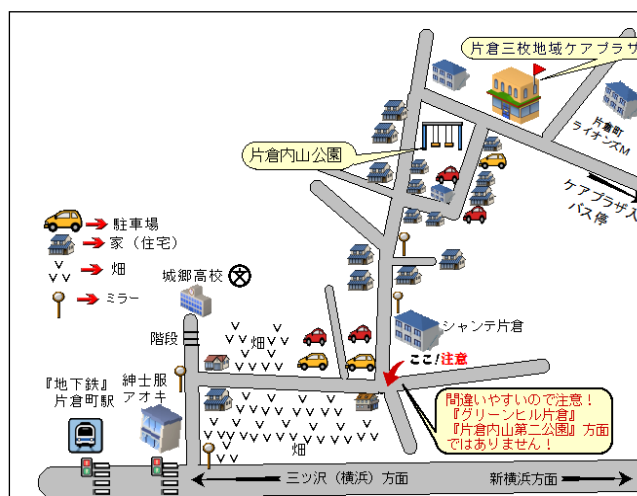 片倉三枚地域ケアプラザ
片倉町
ライオンズM
片倉内山公園
ケアプラザ入
バス停
駐車場
家（住宅）
畑
ミラー
城郷高校
階段
畑
シャンテ片倉
ここ!注意
『地下鉄』
片倉町駅
紳士服
アオキ
間違いやすいので注意！
『グリーンヒル片倉』
『片倉内山第二公園』方面
ではありません！
畑
三ツ沢（横浜）方面
新横浜方面